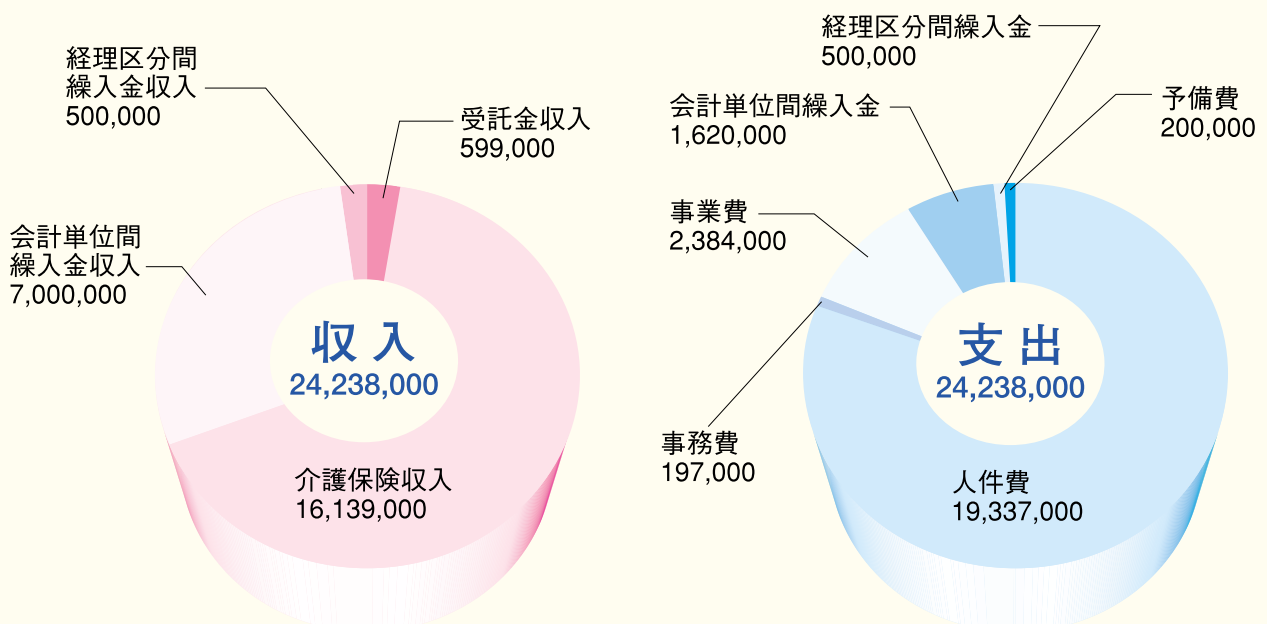 経理区分間
繰入金収入
500,000
受託金収入
599,000
会計単位間
繰入金収入
7,000,000
収入
24,238,000
介護保険収入
16,139,000
経理区分間繰入金
500,000
会計単位間繰入金
1,620,000
予備費
200,000
事業費
2,384,000
支出
24,238,000
事務費
197,000
人件費
19,337,000